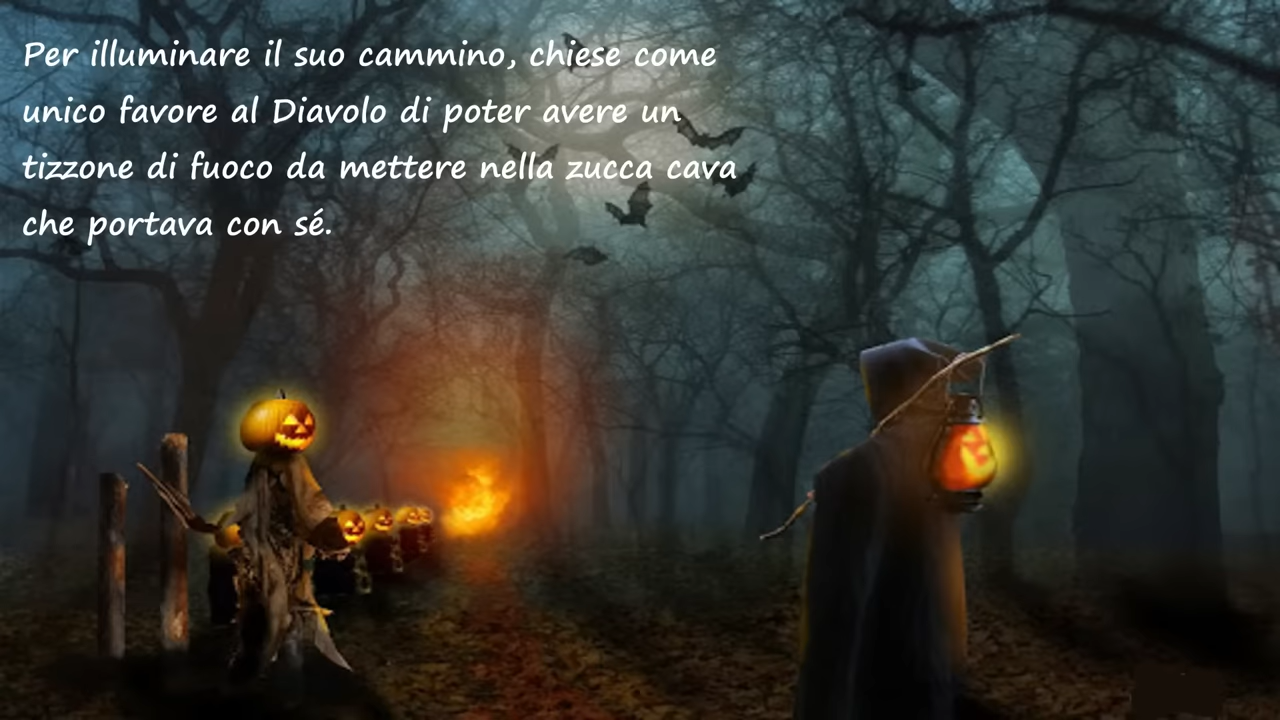 Per illuminare il suo cammino, chiese come
unico favore al Diavolo di poter avere un
tizzone di fuoco da mettere nella zucca cava
che portava con sé.